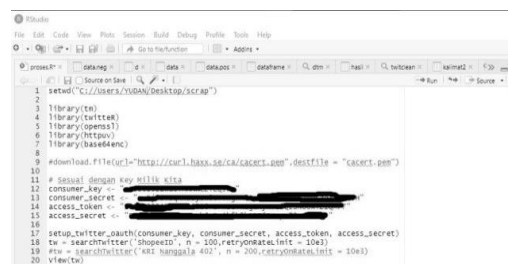 RStudio
File Edit Code View Plots Session Build Debug Profile Tools Help
Go to file/function Addins
proses.R* data.neg d data data.pos dataframe dtm hasil twitclean kalimat2
Source on Save Run Source
1 setwd("C://Users/YUDAN/Desktop/scrap")
2
3 library(tm)
4 library(twitteR)
5 library(openssl)
6 library(httpuv)
7 library(base64enc)
8
9 #download.file(url="http://curl.haxx.se/ca/cacert.pem",destfile = "cacert.pem")
10
11 # Sesuai dengan Key Milik Kita
12 consumer_key <- "
13 consumer_secret <- "
14 access_token <- "
15 access_secret <- "
16
17 setup_twitter_oauth(consumer_key, consumer_secret, access_token, access_secret)
18 tw = searchTwitter('ShopeeID', n = 100,retryOnRateLimit = 10e3)
19 #tw = searchTwitter('KRI Nanggala 402', n = 200,retryOnRateLimit = 10e3)
20 View(tw)